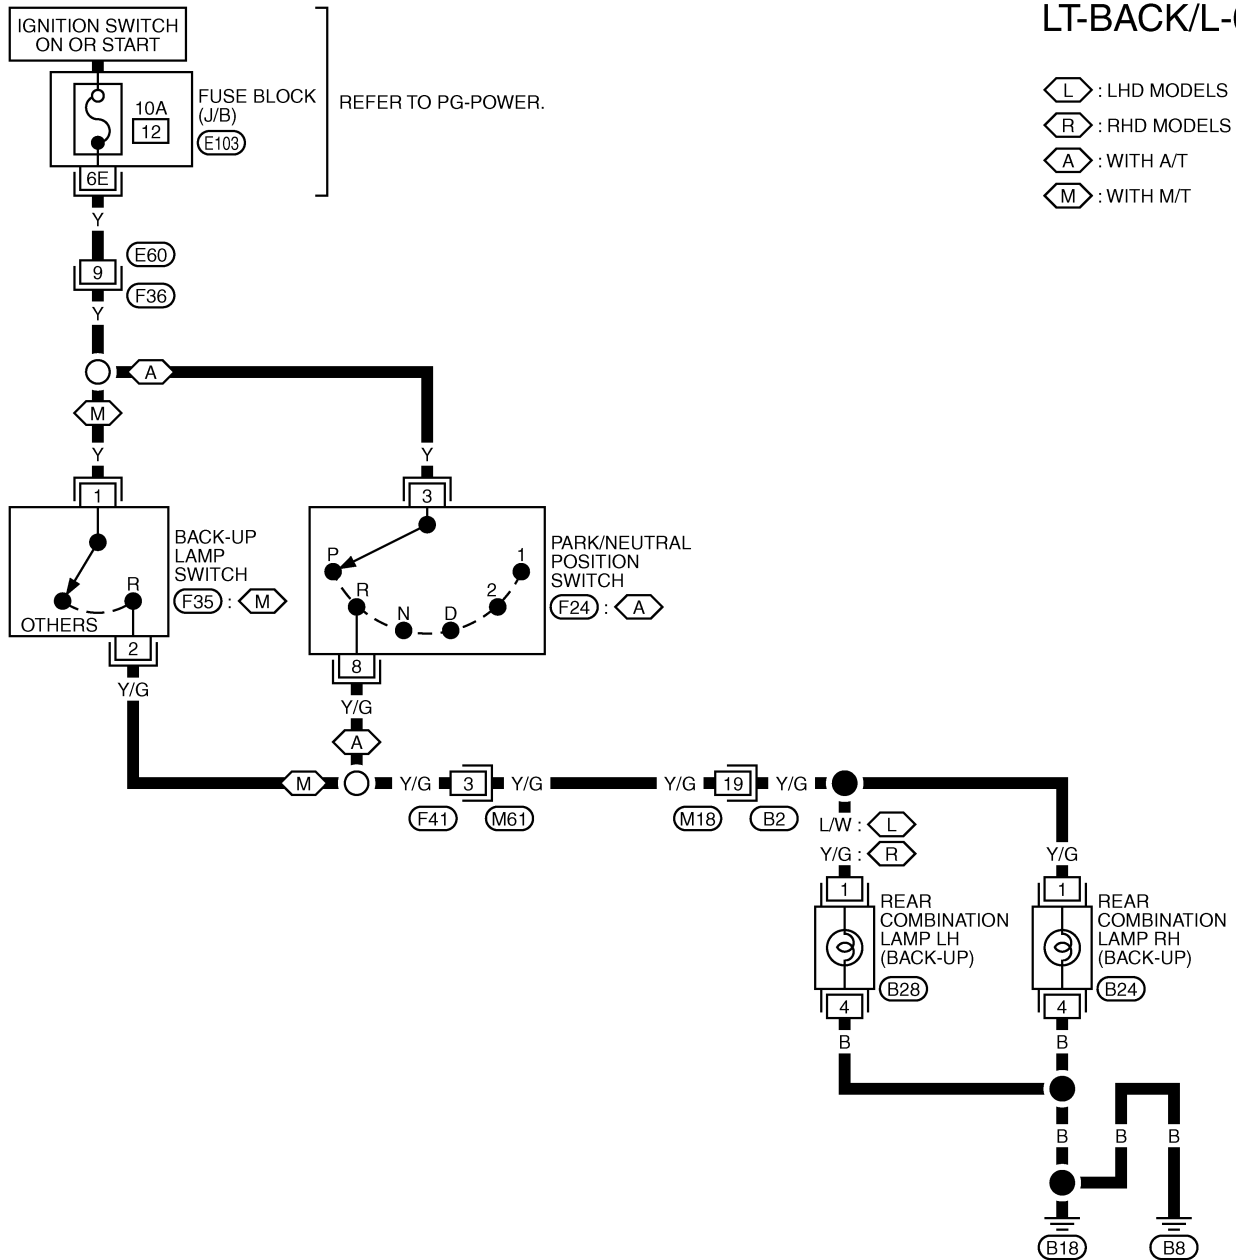 LT-BACK/L-
IGNITION SWITCH
ON OR START
10A
12
FUSE BLOCK
(J/B)
E103
REFER TO PG-POWER.
L : LHD MODELS
R : RHD MODELS
A : WITH A/T
M : WITH M/T
6E
Y
9
E60
F36
Y
A
M
Y
Y
1
3
BACK-UP
LAMP
SWITCH
F35 : M
OTHERS
R
P
R
N
D
2
1
PARK/NEUTRAL
POSITION
SWITCH
F24 : A
2
8
Y/G
Y/G
A
M
Y/G
3
Y/G
Y/G
19
Y/G
F41
M61
M18
B2
L/W : L
Y/G : R
Y/G
1
1
REAR
COMBINATION
LAMP LH
(BACK-UP)
B28
REAR
COMBINATION
LAMP RH
(BACK-UP)
B24
4
4
B
B
B
B
B
B18
B8